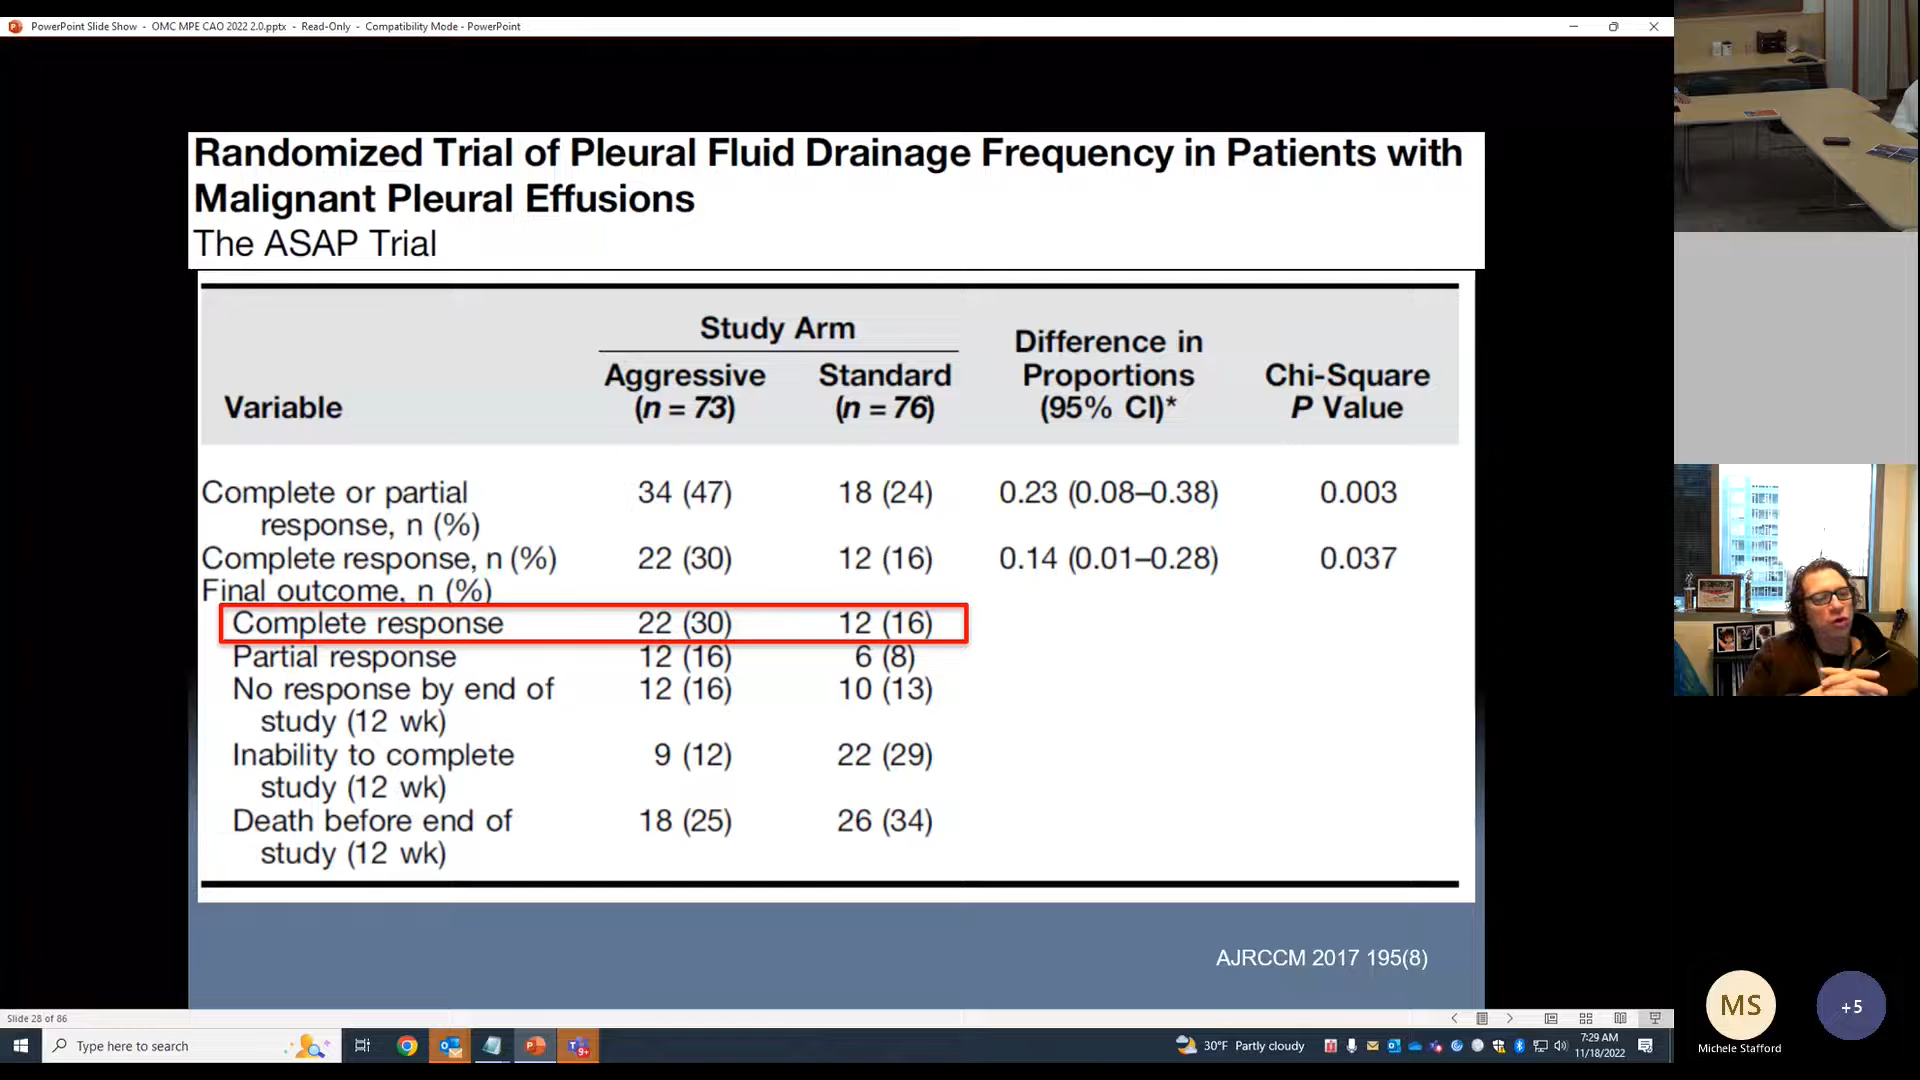 PowerPoint Slide Show - OMC MPE CAO 2022 2.0.pptx - Read-Only - Compatibility Mode - PowerPoint
Randomized Trial of Pleural Fluid Drainage Frequency in Patients with
Malignant Pleural Effusions
The ASAP Trial
Study Arm
Difference in
Aggressive Standard Proportions Chi-Square
Variable (n = 73) (n = 76) (95% CI)* P Value
Complete or partial 34 (47) 18 (24) 0.23 (0.08–0.38) 0.003
response, n (%)
Complete response, n (%) 22 (30) 12 (16) 0.14 (0.01–0.28) 0.037
Final outcome, n (%)
Complete response 22 (30) 12 (16)
Partial response 12 (16) 6 (8)
No response by end of 12 (16) 10 (13)
study (12 wk)
Inability to complete 9 (12) 22 (29)
study (12 wk)
Death before end of 18 (25) 26 (34)
study (12 wk)
AJRCCM 2017 195(8)
Slide 28 of 86
Type here to search
9+
30°F Partly cloudy
7:29 AM
11/18/2022
MS
+5
Michele Stafford